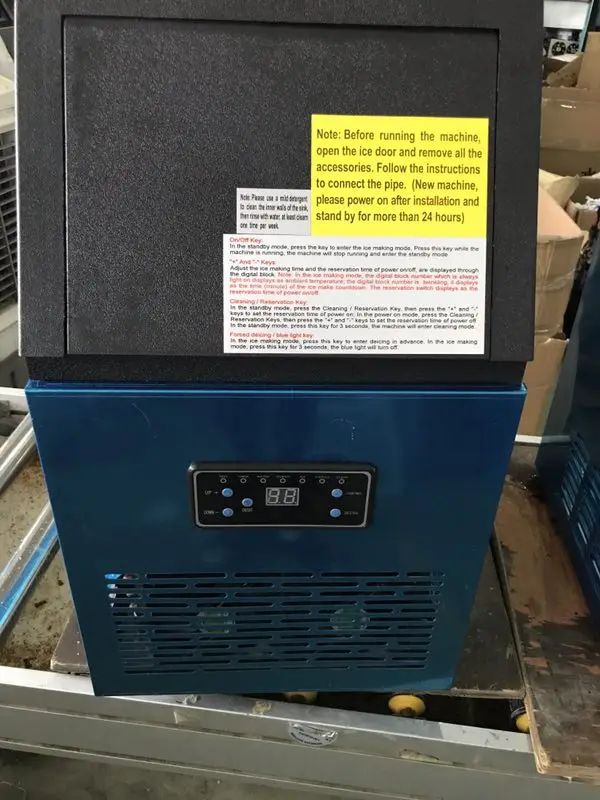 Note: Before running the machine,
open the ice door and remove all the
accessories. Follow the instructions
to connect the pipe. (New machine,
please power on after installation and
stand by for more than 24 hours)
Note: Please use a mild detergent
to clean the inner walls of the sink,
then rinse with water, at least clean
one time per week.
On/Off Key:
In the standby mode, press the key to enter the ice making mode. Press this key while the
machine is running, the machine will stop running and enter the standby mode.
"+" And "-" Keys:
Adjust the ice making time and the reservation time of power on/off, are displayed through
the digital block. Note: In the ice making mode, the digital block number which is always
light on displays as ambient temperature; the digital block number is twinkling, it displays
as the time (minute) of the ice make countdown. The reservation switch displays as the
reservation time of power on/off.
Cleaning / Reservation Key:
In the standby mode, press the Cleaning / Reservation Key, then press the "+" and "-"
keys to set the reservation time of power on; In the power on mode, press the Cleaning /
Reservation Keys, then press the "+" and "-" keys to set the reservation time of power off
In the standby mode, press this key for 3 seconds, the machine will enter cleaning mode.
Forced deicing / blue light key:
In the ice making mode, press this key to enter deicing in advance. In the ice making
mode, press this key for 3 seconds, the blue light will turn off.
UP +
DOWN -
88